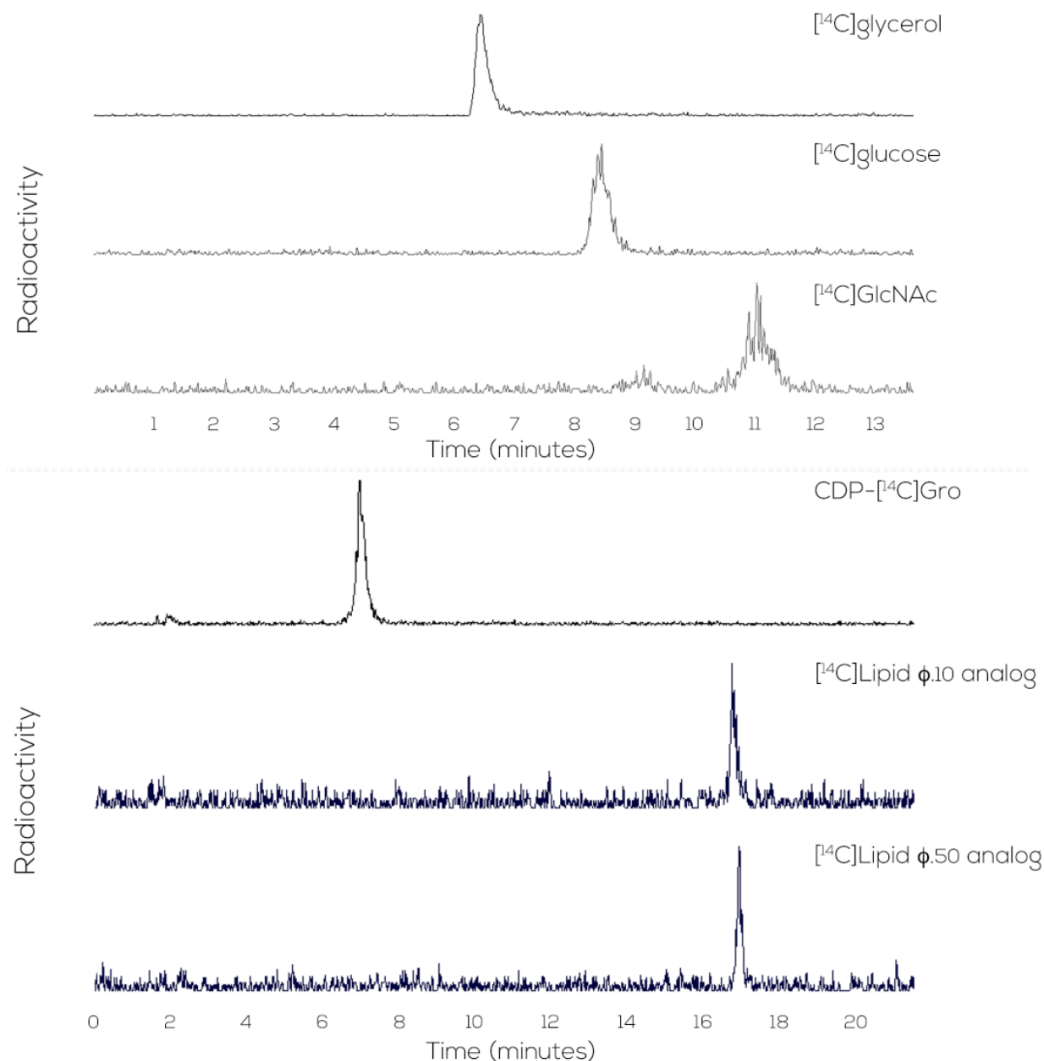 [¹⁴C]glycerol
[¹⁴C]glucose
[¹⁴C]GlcNAc
Radioactivity
1 2 3 4 5 6 7 8 9 10 11 12 13
Time (minutes)
CDP-[¹⁴C]Gro
[¹⁴C]Lipid ϕ.10 analog
[¹⁴C]Lipid ϕ.50 analog
Radioactivity
0 2 4 6 8 10 12 14 16 18 20
Time (minutes)